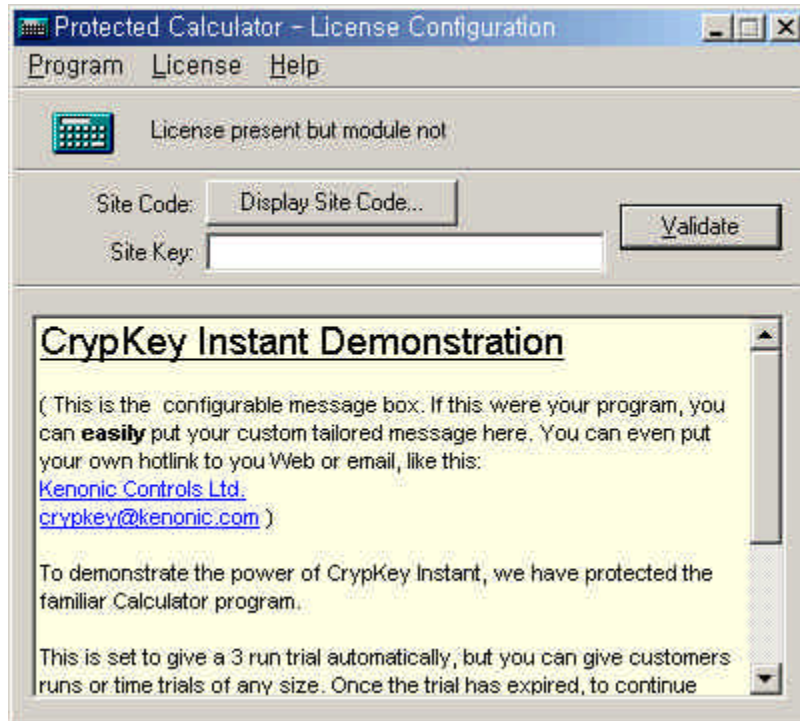 Protected Calculator - License Configuration
Program License Help
License present but module not
Site Code: Display Site Code...
Validate
Site Key:
CrypKey Instant Demonstration
( This is the configurable message box. If this were your program, you
can easily put your custom tailored message here. You can even put
your own hotlink to you Web or email, like this:
Kenonic Controls Ltd.
crypkey@kenonic.com )
To demonstrate the power of CrypKey Instant, we have protected the
familiar Calculator program.
This is set to give a 3 run trial automatically, but you can give customers
runs or time trials of any size. Once the trial has expired, to continue